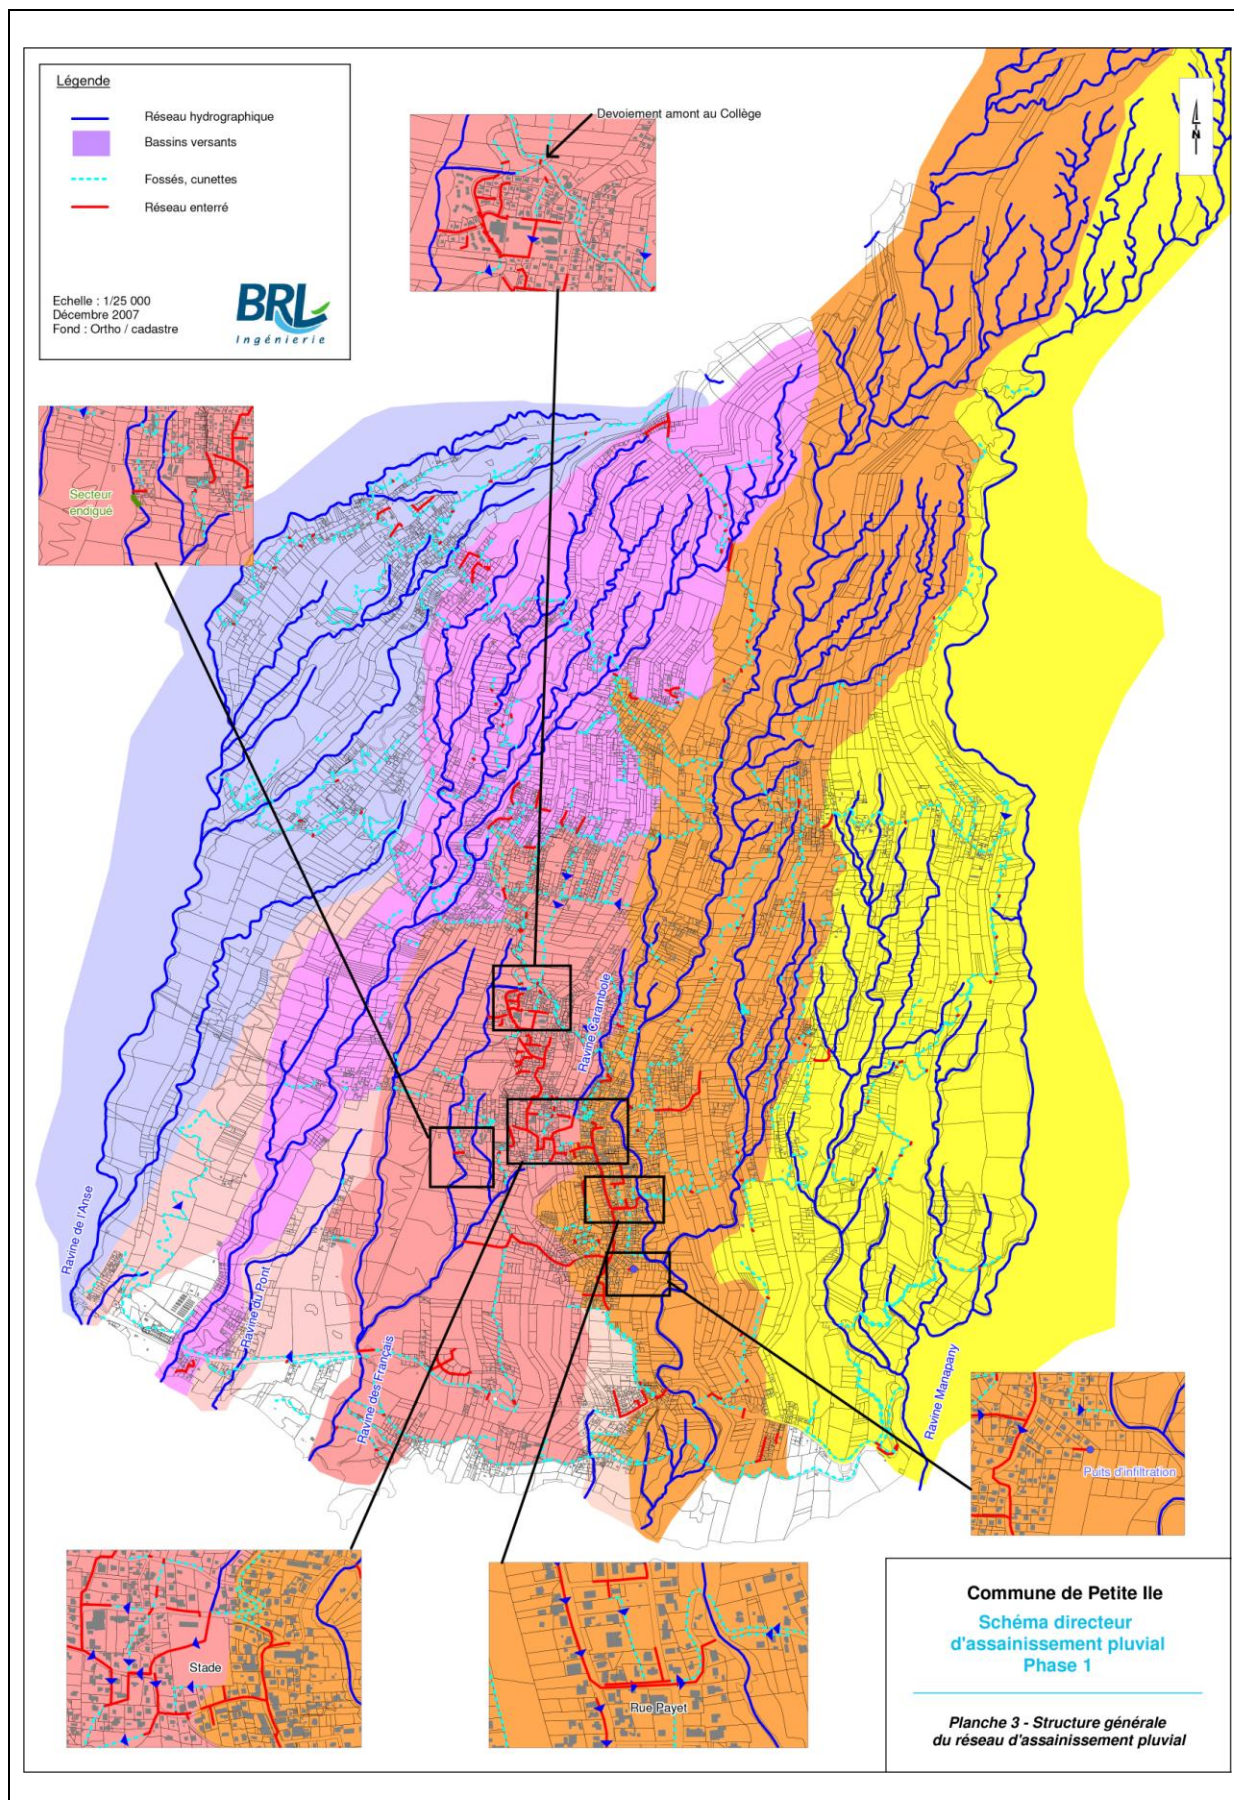 Légende
Réseau hydrographique
Bassins versants
Fossés, cunettes
Réseau enterré
Echelle : 1/25 000
Décembre 2007
Fond : Ortho / cadastre
BRL
Ingénierie
Devoiement amont au Collège
N
Secteur
endigué
Ravine Carambole
Ravine de l'Anse
Ravine du Pont
Ravine des Français
Ravine Manapany
Puits d'infiltration
Stade
Rue Payet
Commune de Petite Ile
Schéma directeur
d'assainissement pluvial
Phase 1
Planche 3 - Structure générale
du réseau d'assainissement pluvial